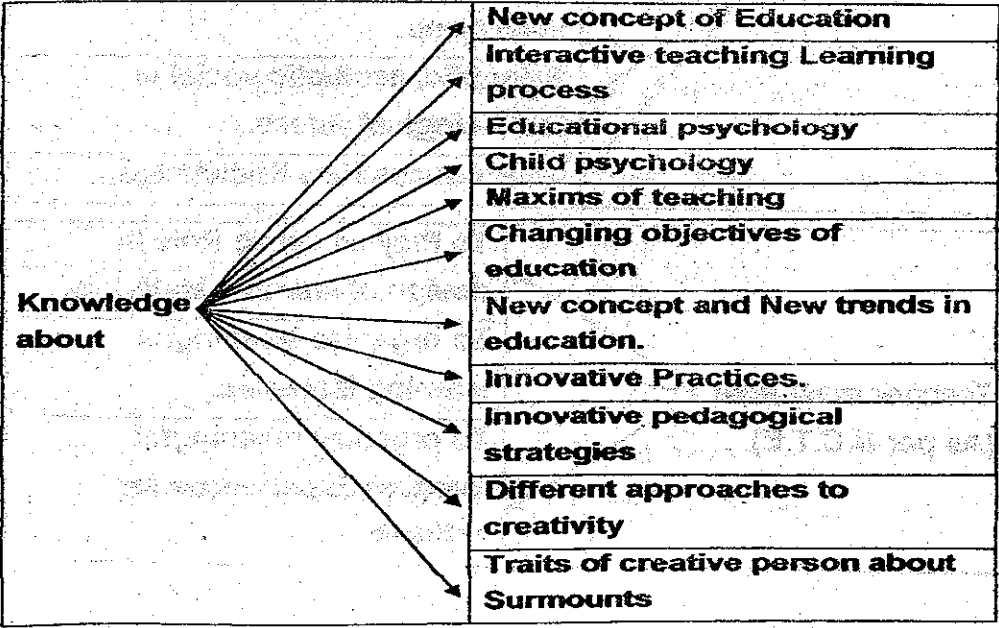 Knowledge
about
New concept of Education
Interactive teaching Learning
process
Educational psychology
Child psychology
Maxims of teaching
Changing objectives of
education
New concept and New trends in
education.
Innovative Practices.
Innovative pedagogical
strategies
Different approaches to
creativity
Traits of creative person about
Surmounts